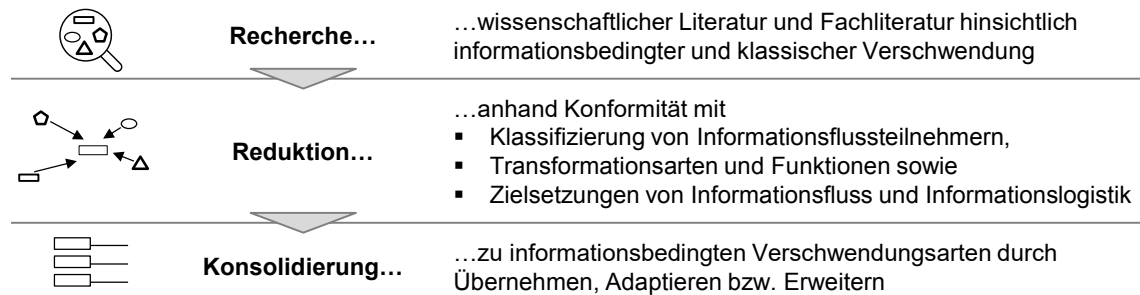 Recherche…
…wissenschaftlicher Literatur und Fachliteratur hinsichtlich
informationsbedingter und klassischer Verschwendung
Reduktion…
…anhand Konformität mit
▪ Klassifizierung von Informationsflussteilnehmern,
▪ Transformationsarten und Funktionen sowie
▪ Zielsetzungen von Informationsfluss und Informationslogistik
Konsolidierung…
…zu informationsbedingten Verschwendungsarten durch
Übernehmen, Adaptieren bzw. Erweitern